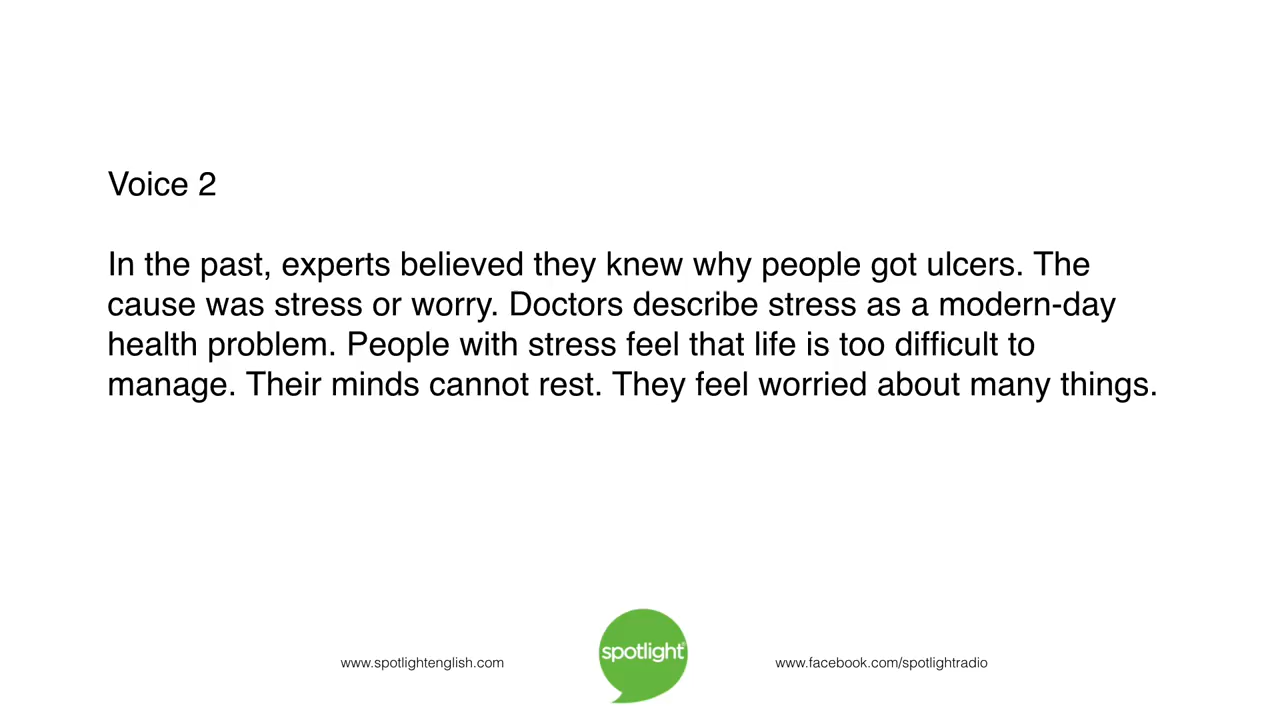 Voice 2
In the past, experts believed they knew why people got ulcers. The
cause was stress or worry. Doctors describe stress as a modern-day
health problem. People with stress feel that life is too difficult to
manage. Their minds cannot rest. They feel worried about many things.
www.spotlightenglish.com
spotlight®
www.facebook.com/spotlightradio